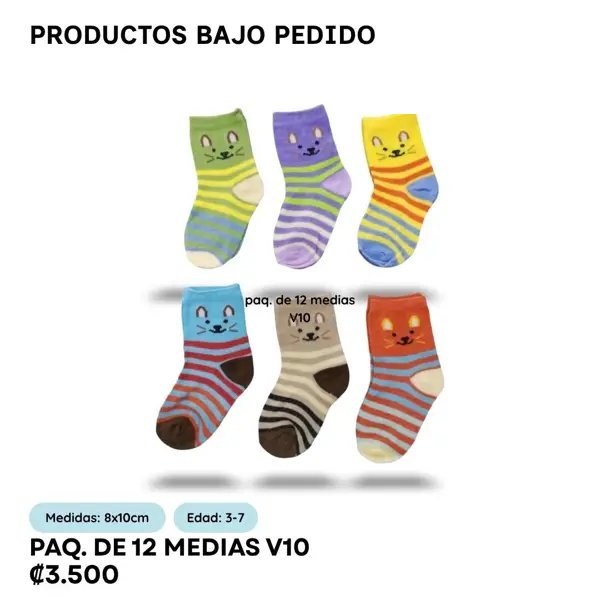 PRODUCTOS BAJO PEDIDO
paq. de 12 medias
V10
Medidas: 8x10cm
Edad: 3-7
PAQ. DE 12 MEDIAS V10
₡3.500